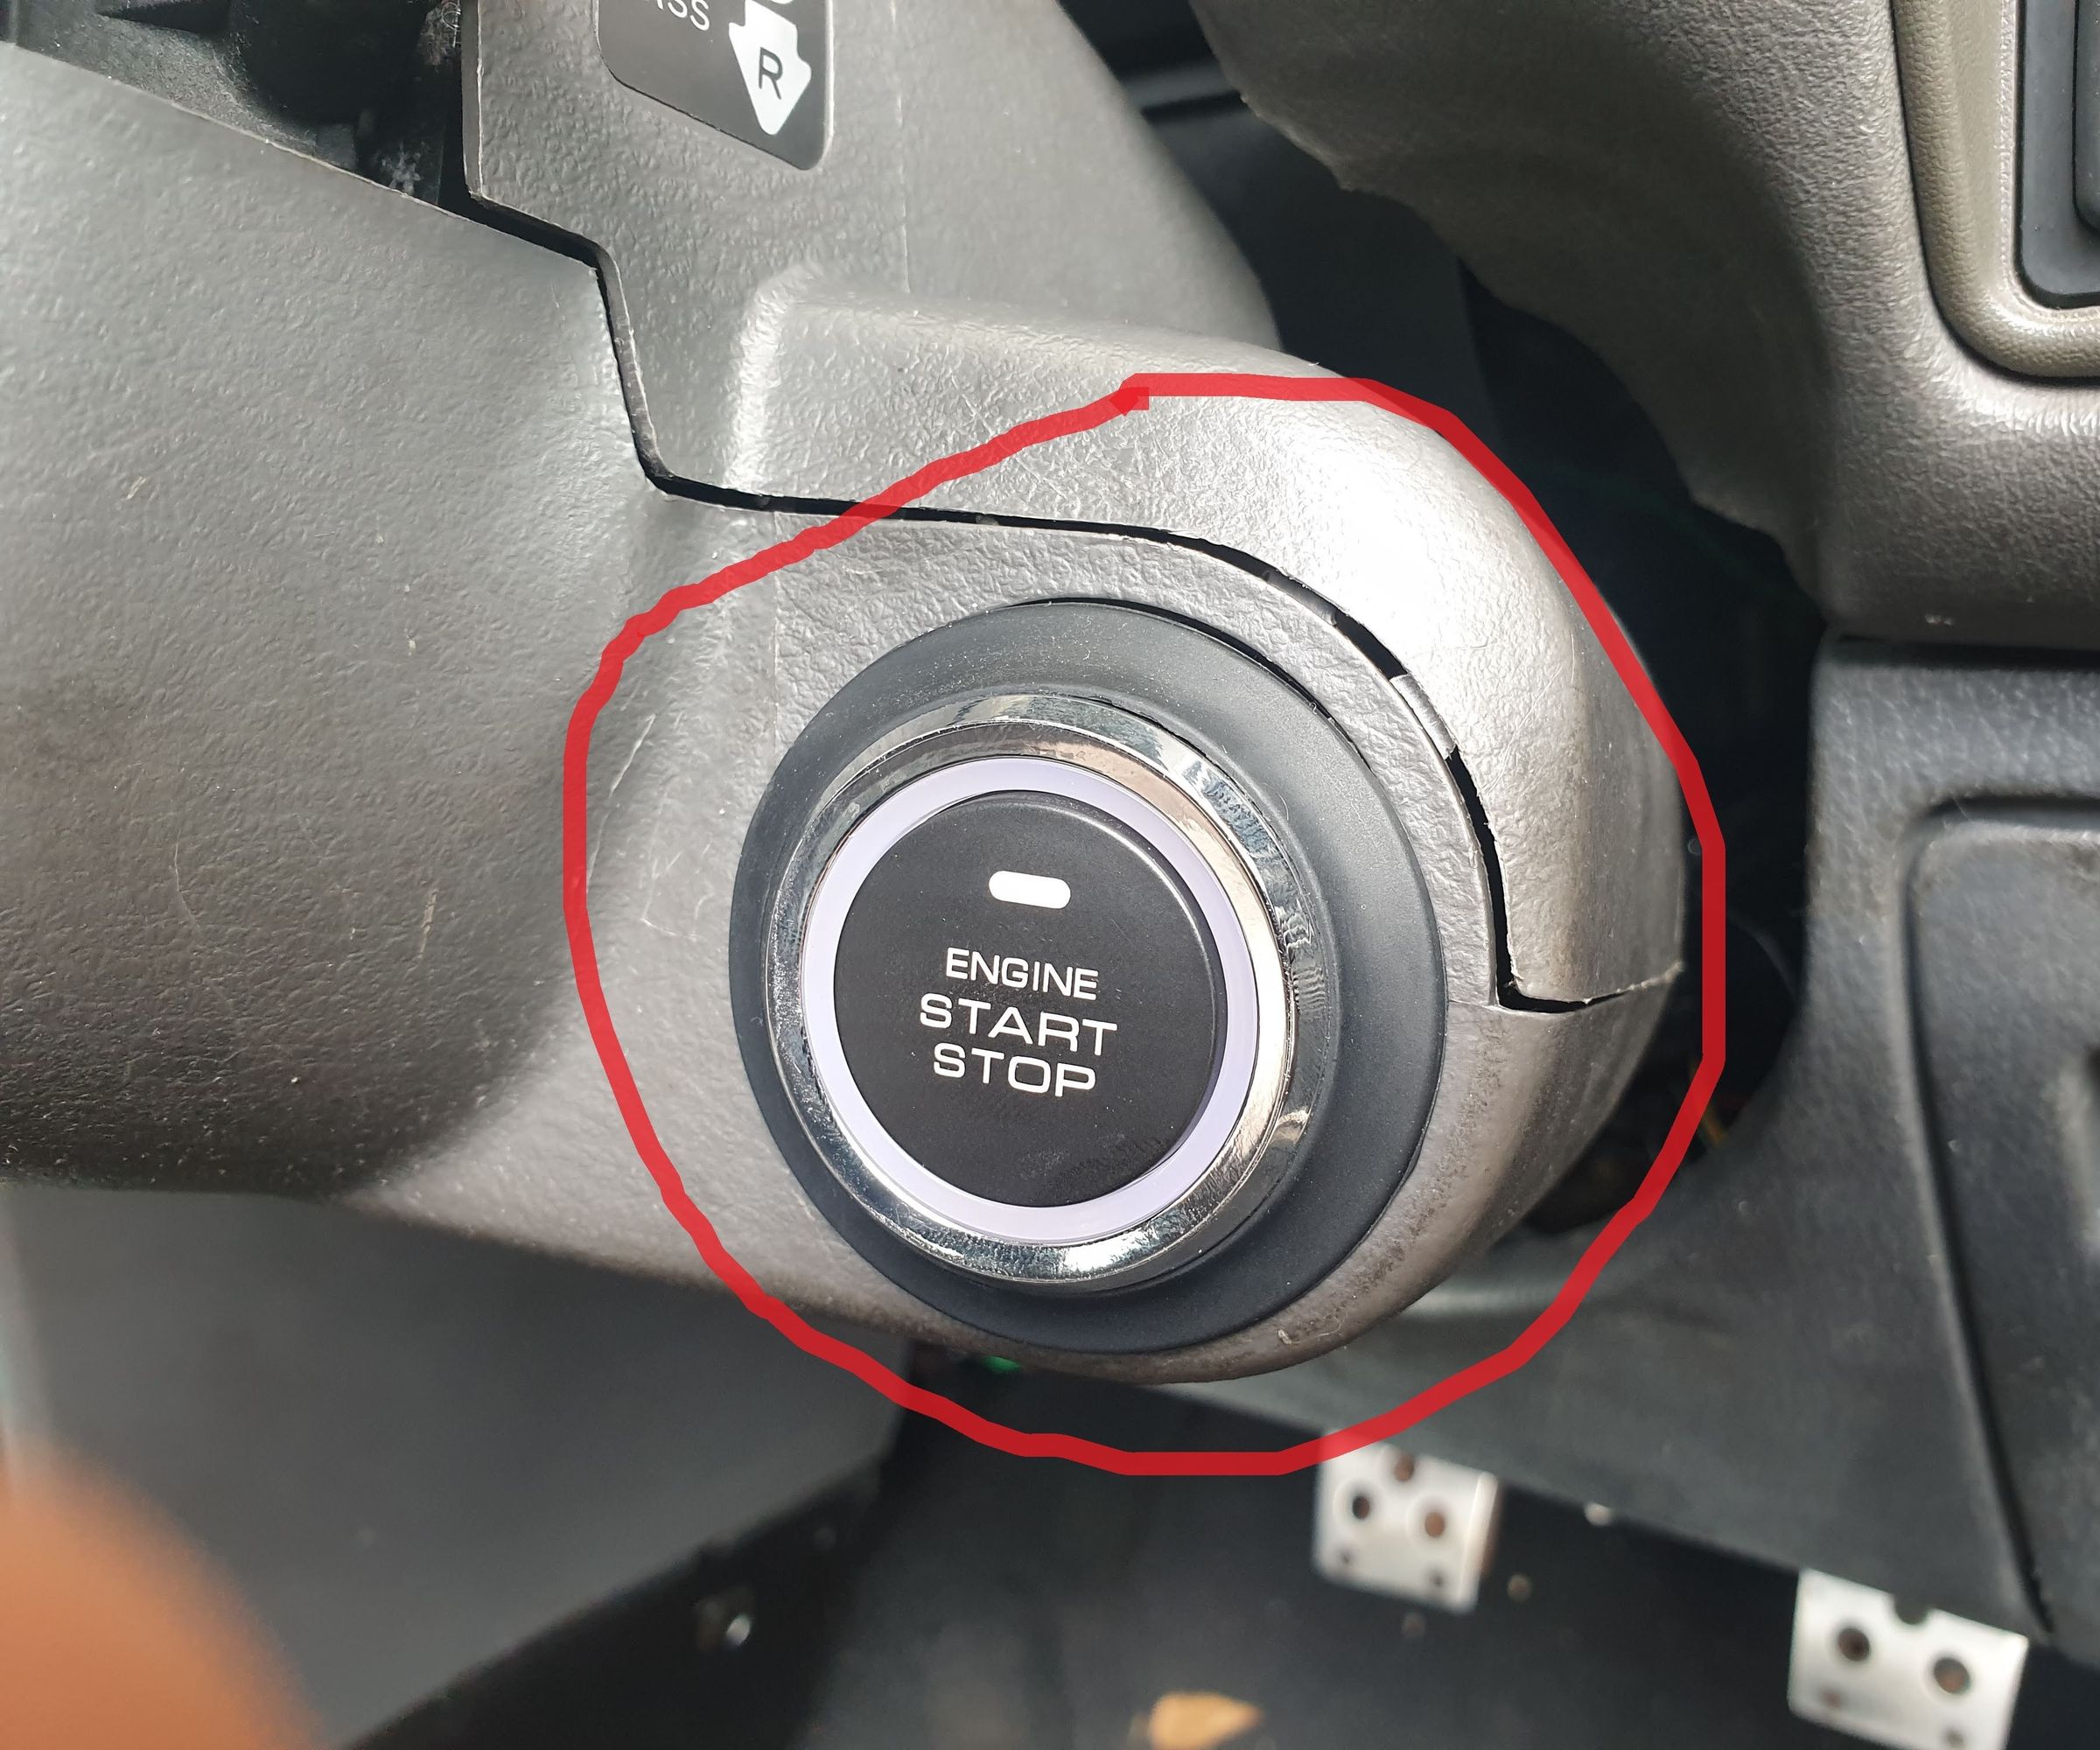 R
ENGINE
START
STOP